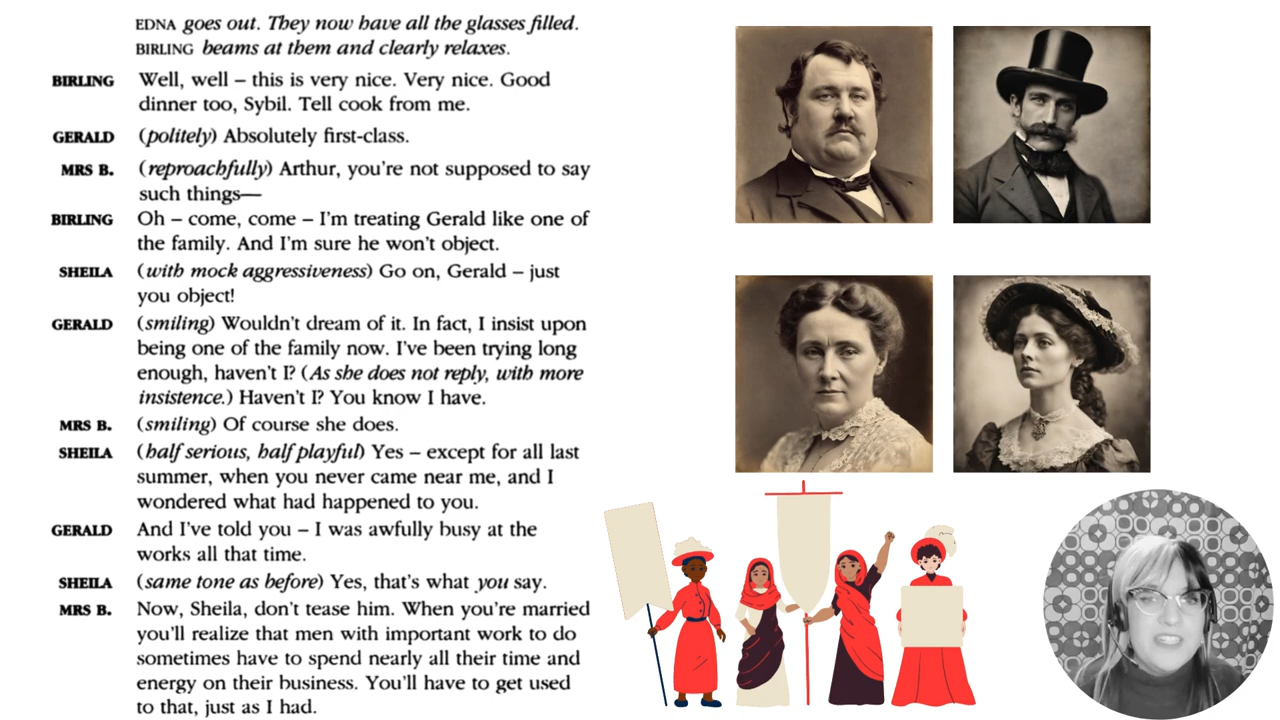 EDNA goes out. They now have all the glasses filled.
BIRLING beams at them and clearly relaxes.
BIRLING Well, well – this is very nice. Very nice. Good
dinner too, Sybil. Tell cook from me.
GERALD (politely) Absolutely first-class.
MRS B. (reproachfully) Arthur, you're not supposed to say
such things—
BIRLING Oh – come, come – I'm treating Gerald like one of
the family. And I'm sure he won't object.
SHEILA (with mock aggressiveness) Go on, Gerald – just
you object!
GERALD (smiling) Wouldn't dream of it. In fact, I insist upon
being one of the family now. I've been trying long
enough, haven't I? (As she does not reply, with more
insistence.) Haven't I? You know I have.
MRS B. (smiling) Of course she does.
SHEILA (half serious, half playful) Yes – except for all last
summer, when you never came near me, and I
wondered what had happened to you.
GERALD And I've told you – I was awfully busy at the
works all that time.
SHEILA (same tone as before) Yes, that's what you say.
MRS B. Now, Sheila, don't tease him. When you're married
you'll realize that men with important work to do
sometimes have to spend nearly all their time and
energy on their business. You'll have to get used
to that, just as I had.